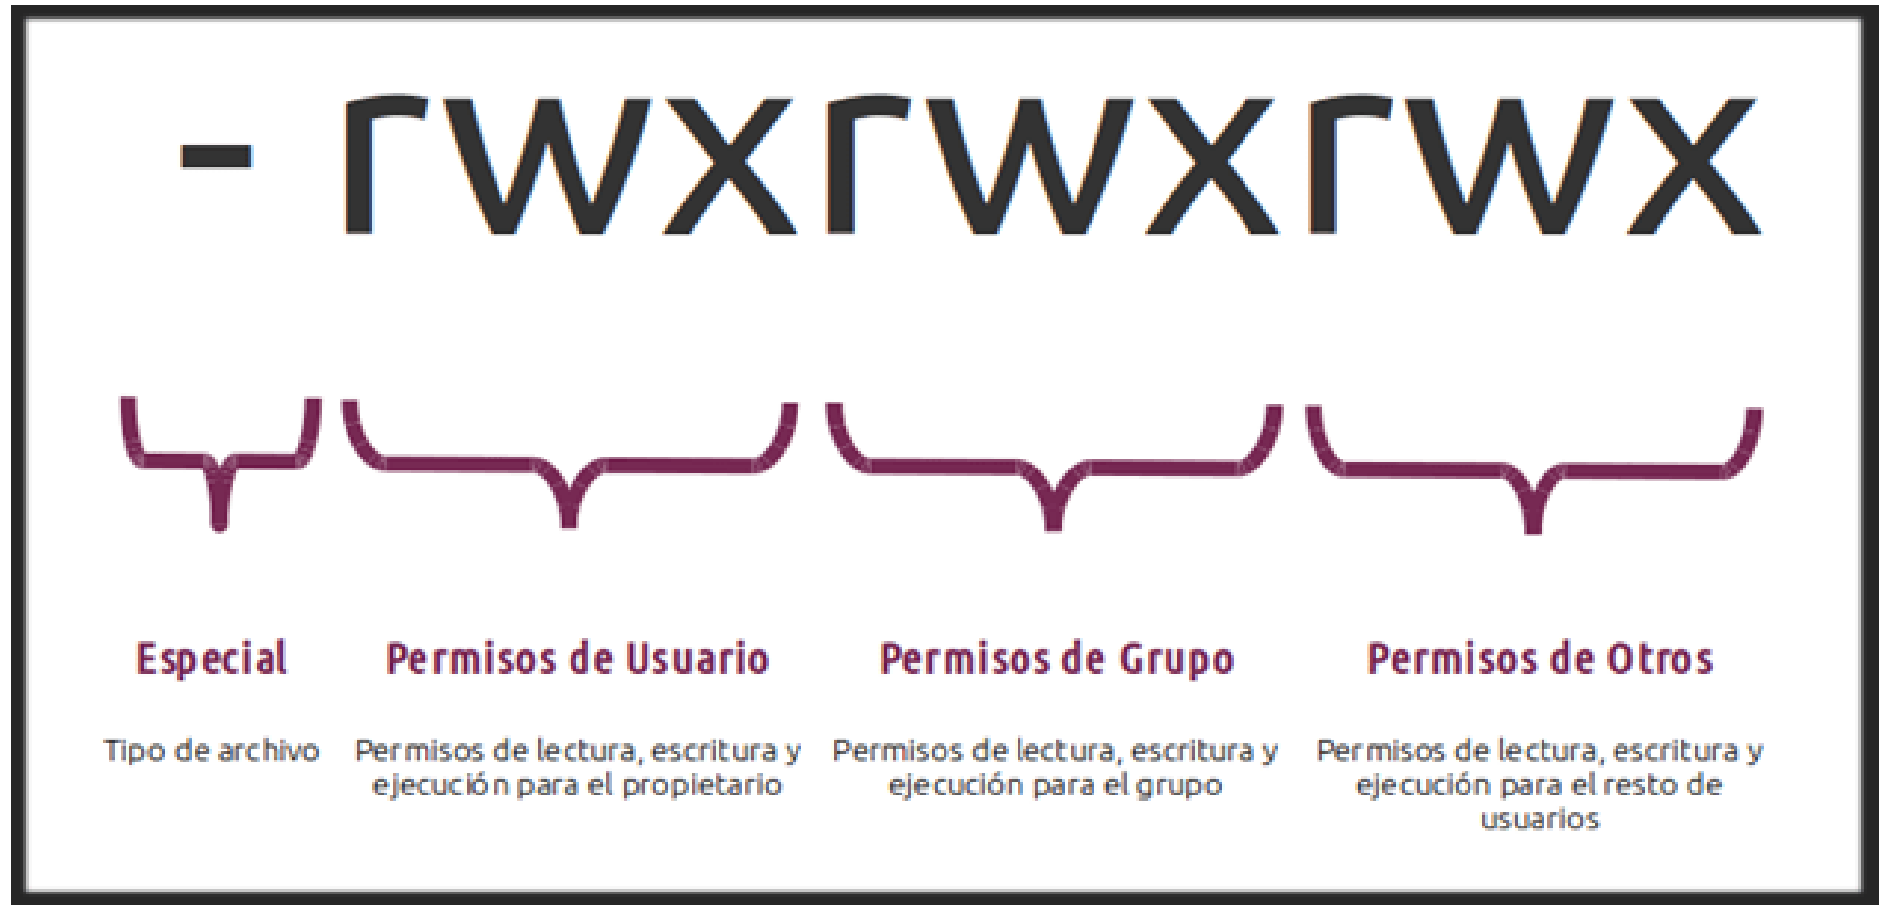 - rwxrwxrwx
Especial
Tipo de archivo
Permisos de Usuario
Permisos de lectura, escritura y
ejecución para el propietario
Permisos de Grupo
Permisos de lectura, escritura y
ejecución para el grupo
Permisos de Otros
Permisos de lectura, escritura y
ejecución para el resto de
usuarios